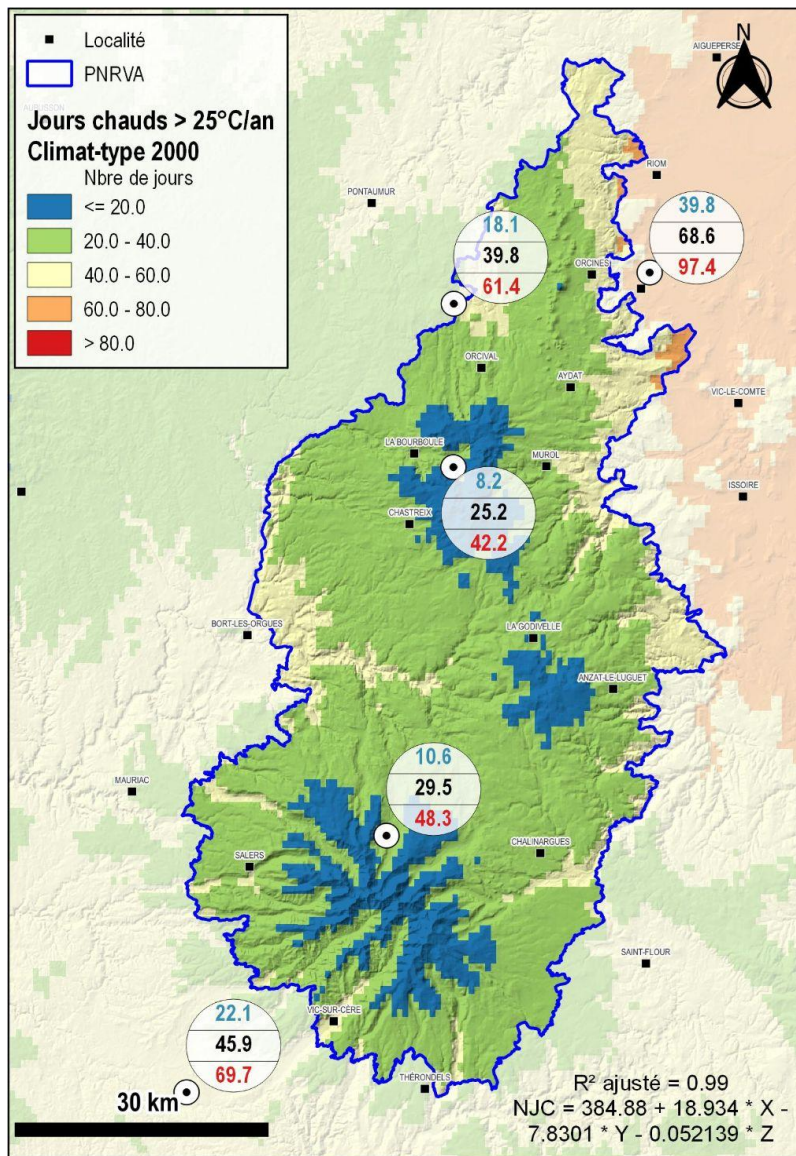 Localité
PNRVA
Jours chauds > 25°C/an
Climat-type 2000
Nbre de jours
<= 20.0
20.0 - 40.0
40.0 - 60.0
60.0 - 80.0
> 80.0
N
AIGUEPERSE
AUBUSSON
RIOM
PONTAUMUR
39.8
68.6
97.4
18.1
39.8
61.4
ORCINES
ORCIVAL
AYDAT
VIC-LE-COMTE
LA BOURBOULE
MUROL
8.2
25.2
42.2
ISSOIRE
CHASTREIX
BORT-LES-ORGUES
LA GODIVELLE
ANZAT-LE-LUGUET
10.6
29.5
48.3
MAURIAC
CHALINARGUES
SALERS
SAINT-FLOUR
22.1
45.9
69.7
VIC-SUR-CÈRE
THÉRONDELS
30 km
R² ajusté = 0.99
NJC = 384.88 + 18.934 * X -
7.8301 * Y - 0.052139 * Z